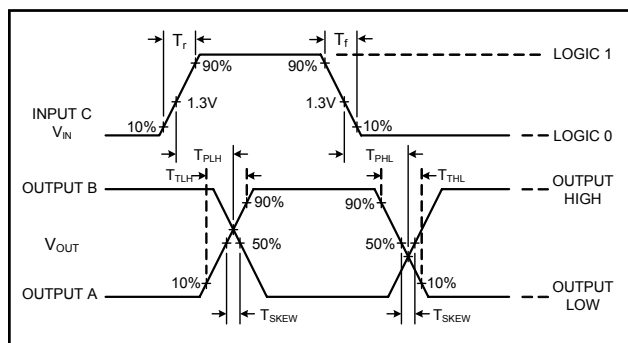 Tr
Tf
90%
90%
LOGIC 1
1.3V
1.3V
INPUT C
VIN
10%
10%
LOGIC 0
TPLH
TPHL
TTLH
TTHL
OUTPUT B
OUTPUT
HIGH
90%
90%
VOUT
50%
50%
10%
10%
OUTPUT A
OUTPUT
LOW
TSKEW
TSKEW